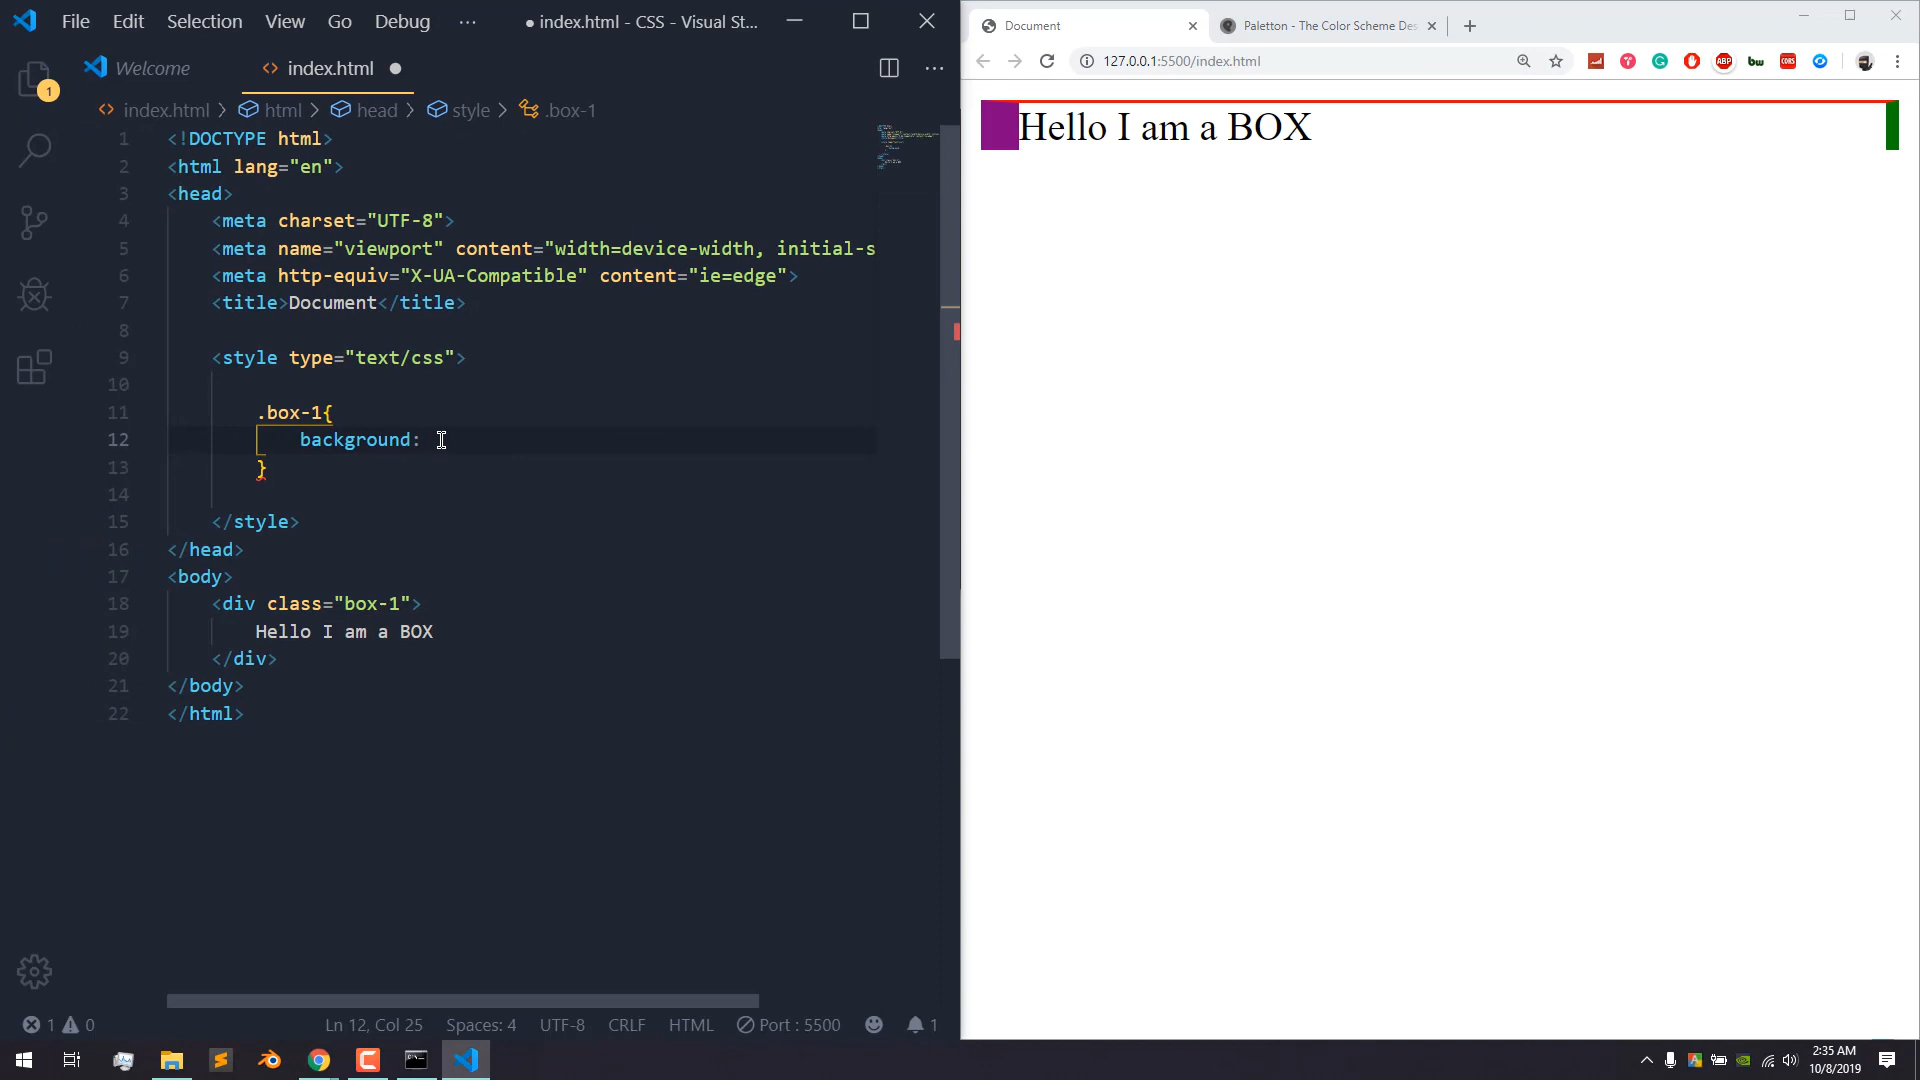 File Edit Selection View Go Debug ··· ● index.html - CSS - Visual St...
Welcome index.html
1
index.html > html > head > style > .box-1
1 <!DOCTYPE html>
2 <html lang="en">
3 <head>
4 <meta charset="UTF-8">
5 <meta name="viewport" content="width=device-width, initial-s
6 <meta http-equiv="X-UA-Compatible" content="ie=edge">
7 <title>Document</title>
8
9 <style type="text/css">
10
11 .box-1{
12 background:
13 }
14
15 </style>
16 </head>
17 <body>
18 <div class="box-1">
19 Hello I am a BOX
20 </div>
21 </body>
22 </html>
1 0 Ln 12, Col 25 Spaces: 4 UTF-8 CRLF HTML Port : 5500 1
Document Paletton - The Color Scheme Des
127.0.0.1:5500/index.html ABP bw CORS
Hello I am a BOX
2:35 AM
10/8/2019